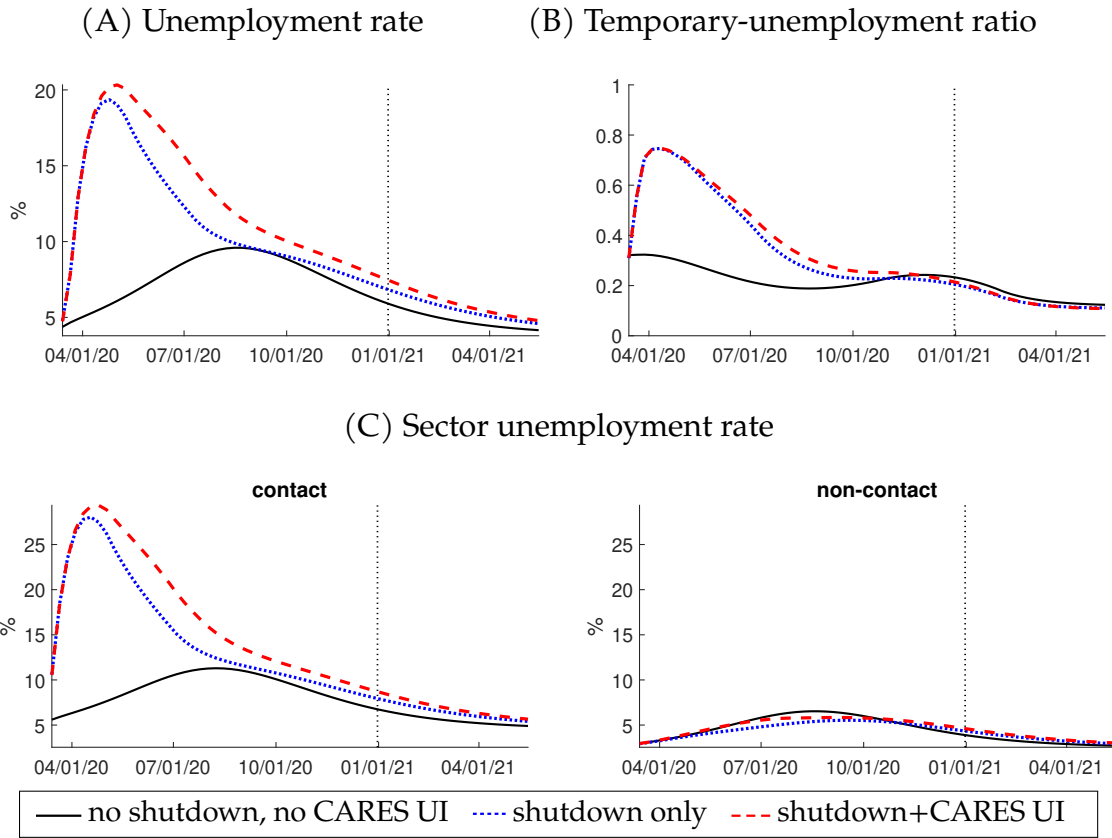 (A) Unemployment rate
(B) Temporary-unemployment ratio
20
15
10
5
%
04/01/20 07/01/20 10/01/20 01/01/21 04/01/21
1
0.8
0.6
0.4
0.2
0
04/01/20 07/01/20 10/01/20 01/01/21 04/01/21
(C) Sector unemployment rate
contact
25
20
15
10
5
%
04/01/20 07/01/20 10/01/20 01/01/21 04/01/21
non-contact
25
20
15
10
5
%
04/01/20 07/01/20 10/01/20 01/01/21 04/01/21
no shutdown, no CARES UI shutdown only shutdown+CARES UI